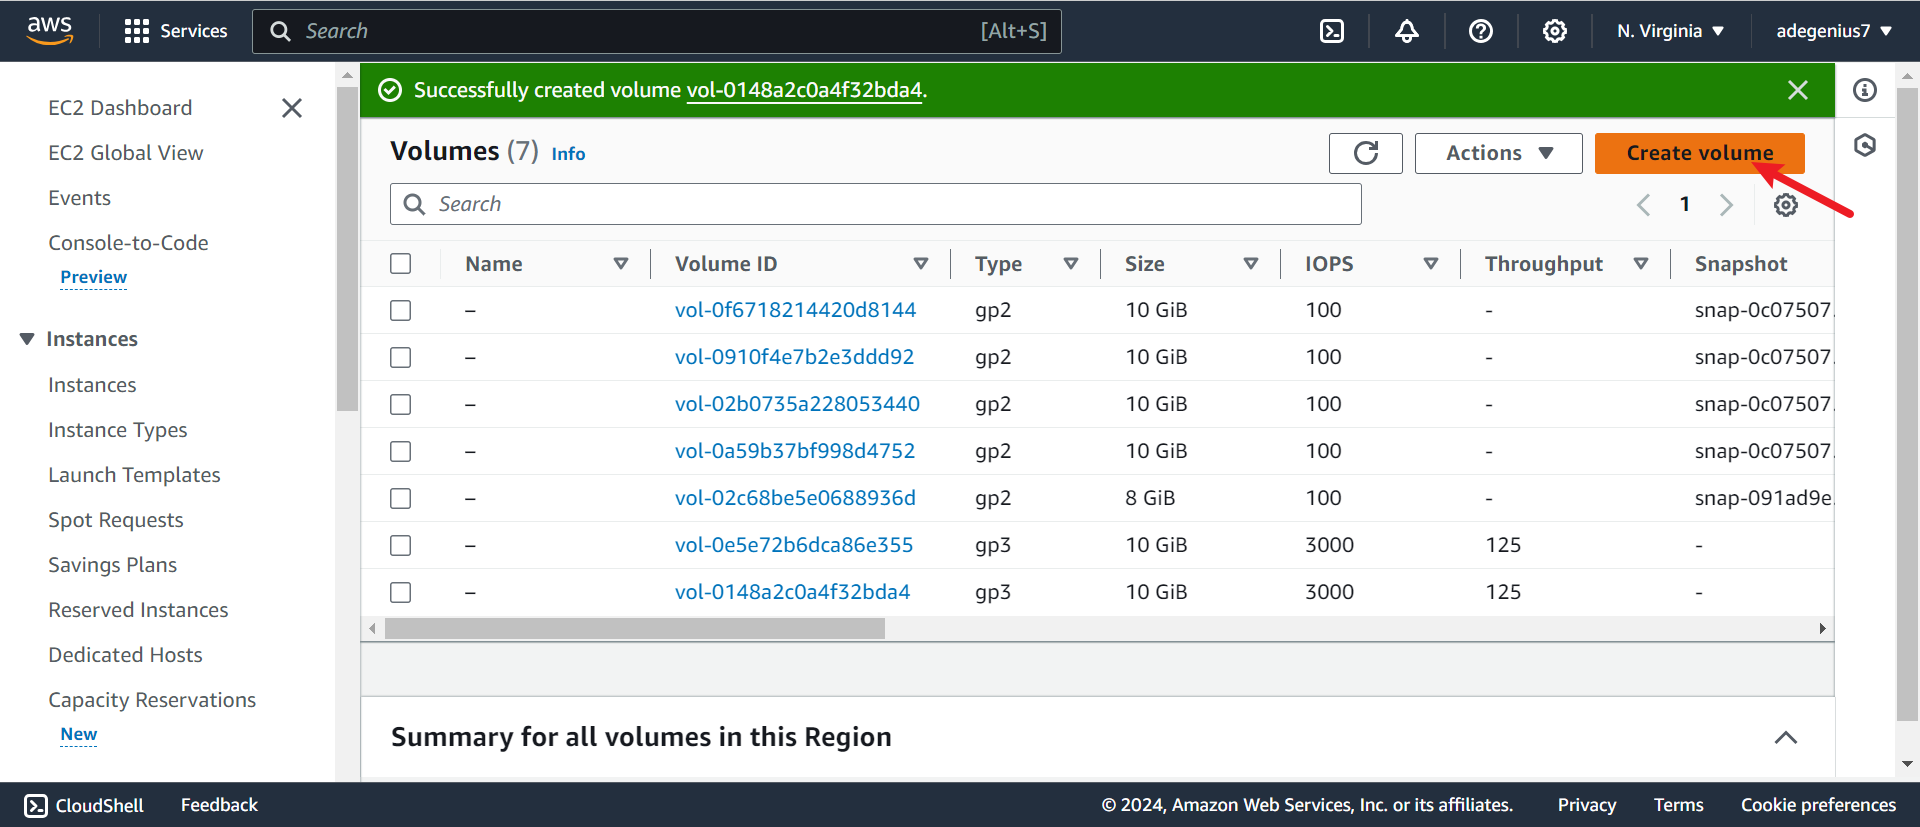 aws Services Search [Alt+S] N. Virginia adegenius7
EC2 Dashboard
EC2 Global View
Events
Console-to-Code
Preview
Instances
Instances
Instance Types
Launch Templates
Spot Requests
Savings Plans
Reserved Instances
Dedicated Hosts
Capacity Reservations
New
Successfully created volume vol-0148a2c0a4f32bda4.
Volumes (7) Info Actions Create volume
Search 1
Name Volume ID Type Size IOPS Throughput Snapshot
– vol-0f6718214420d8144 gp2 10 GiB 100 - snap-0c07507
– vol-0910f4e7b2e3ddd92 gp2 10 GiB 100 - snap-0c07507
– vol-02b0735a228053440 gp2 10 GiB 100 - snap-0c07507
– vol-0a59b37bf998d4752 gp2 10 GiB 100 - snap-0c07507
– vol-02c68be5e0688936d gp2 8 GiB 100 - snap-091ad9e
– vol-0e5e72b6dca86e355 gp3 10 GiB 3000 125 -
– vol-0148a2c0a4f32bda4 gp3 10 GiB 3000 125 -
Summary for all volumes in this Region
CloudShell Feedback © 2024, Amazon Web Services, Inc. or its affiliates. Privacy Terms Cookie preferences